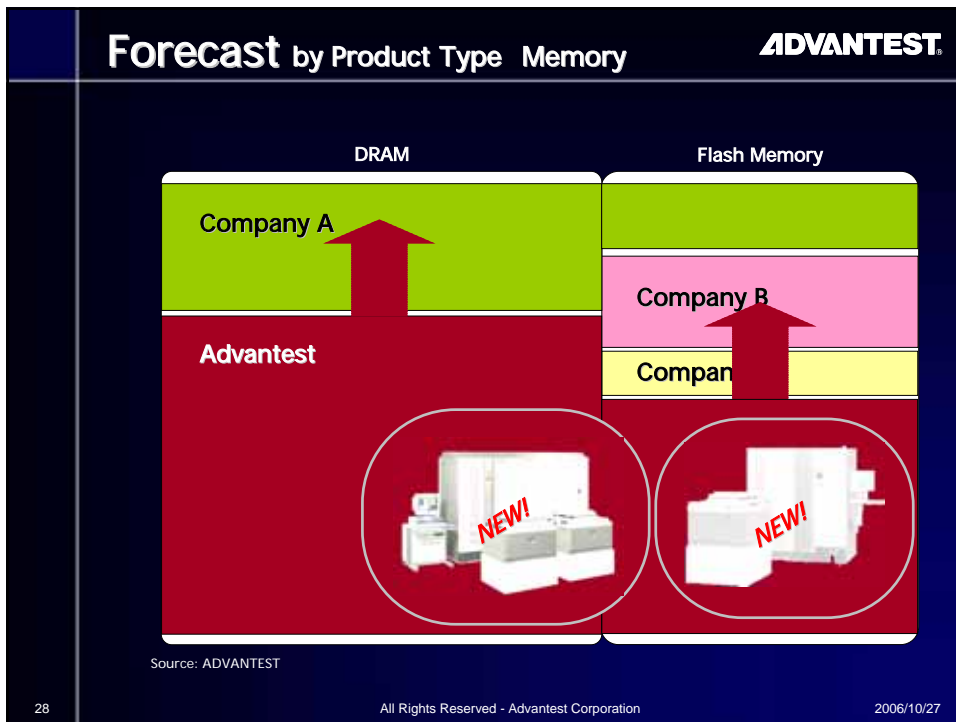 Forecast by Product Type Memory
ADVANTEST®
DRAM
Flash Memory
Company A
Company B
Advantest
Compan
NEW!
NEW!
Source: ADVANTEST
28
All Rights Reserved - Advantest Corporation
2006/10/27